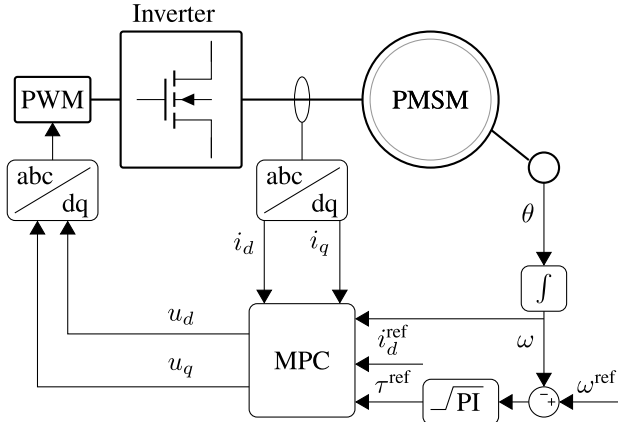 Inverter
PWM
PMSM
abc
dq
abc
dq
θ
i_d
i_q
∫
u_d
MPC
i_d^ref
ω
u_q
τ^ref
PI
- +
ω^ref